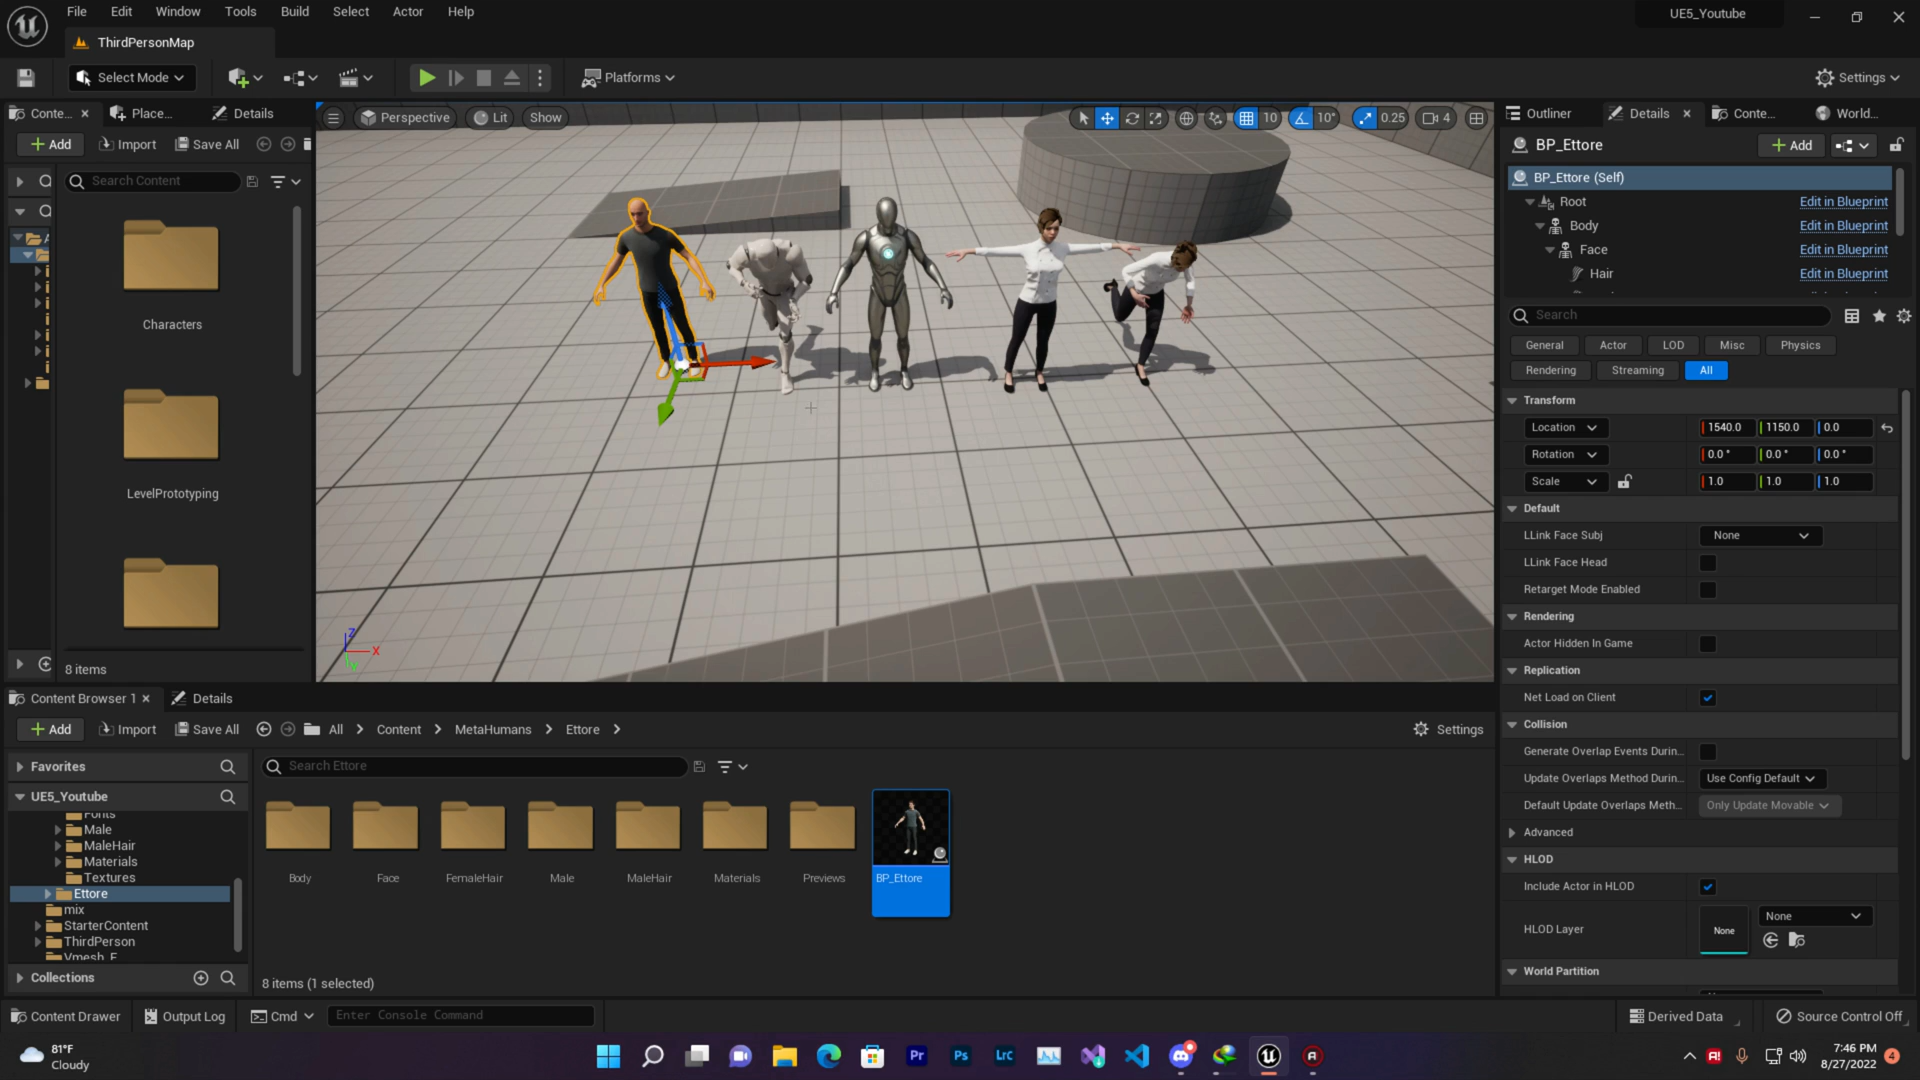 File Edit Window Tools Build Select Actor Help
UE5_Youtube
ThirdPersonMap
Select Mode
Platforms
Settings
Conte...
Place...
Details
Add
Import
Save All
Search Content
Characters
LevelPrototyping
8 items
Perspective
Lit
Show
10
10°
0.25
4
Z
X
Y
Outliner
Details
Conte...
World...
BP_Ettore
Add
BP_Ettore (Self)
Root Edit in Blueprint
Body Edit in Blueprint
Face Edit in Blueprint
Hair Edit in Blueprint
Search
General Actor LOD Misc Physics
Rendering Streaming All
Transform
Location 1540.0 1150.0 0.0
Rotation 0.0 ° 0.0 ° 0.0 °
Scale 1.0 1.0 1.0
Default
LLink Face Subj None
LLink Face Head
Retarget Mode Enabled
Rendering
Actor Hidden In Game
Replication
Net Load on Client
Collision
Generate Overlap Events Durin...
Update Overlaps Method Durin... Use Config Default
Default Update Overlaps Meth... Only Update Movable
Advanced
HLOD
Include Actor in HLOD
HLOD Layer None None
World Partition
Content Browser 1
Details
Add
Import
Save All
All > Content > MetaHumans > Ettore >
Settings
Favorites
UE5_Youtube
Fonts
Male
MaleHair
Materials
Textures
Ettore
mix
StarterContent
ThirdPerson
Collections
Search Ettore
Body Face FemaleHair Male MaleHair Materials Previews BP_Ettore
8 items (1 selected)
Content Drawer
Output Log
Cmd
Enter Console Command
Derived Data
Source Control Off
81°F
Cloudy
Pr
Ps
Lrc
7:46 PM
8/27/2022
4